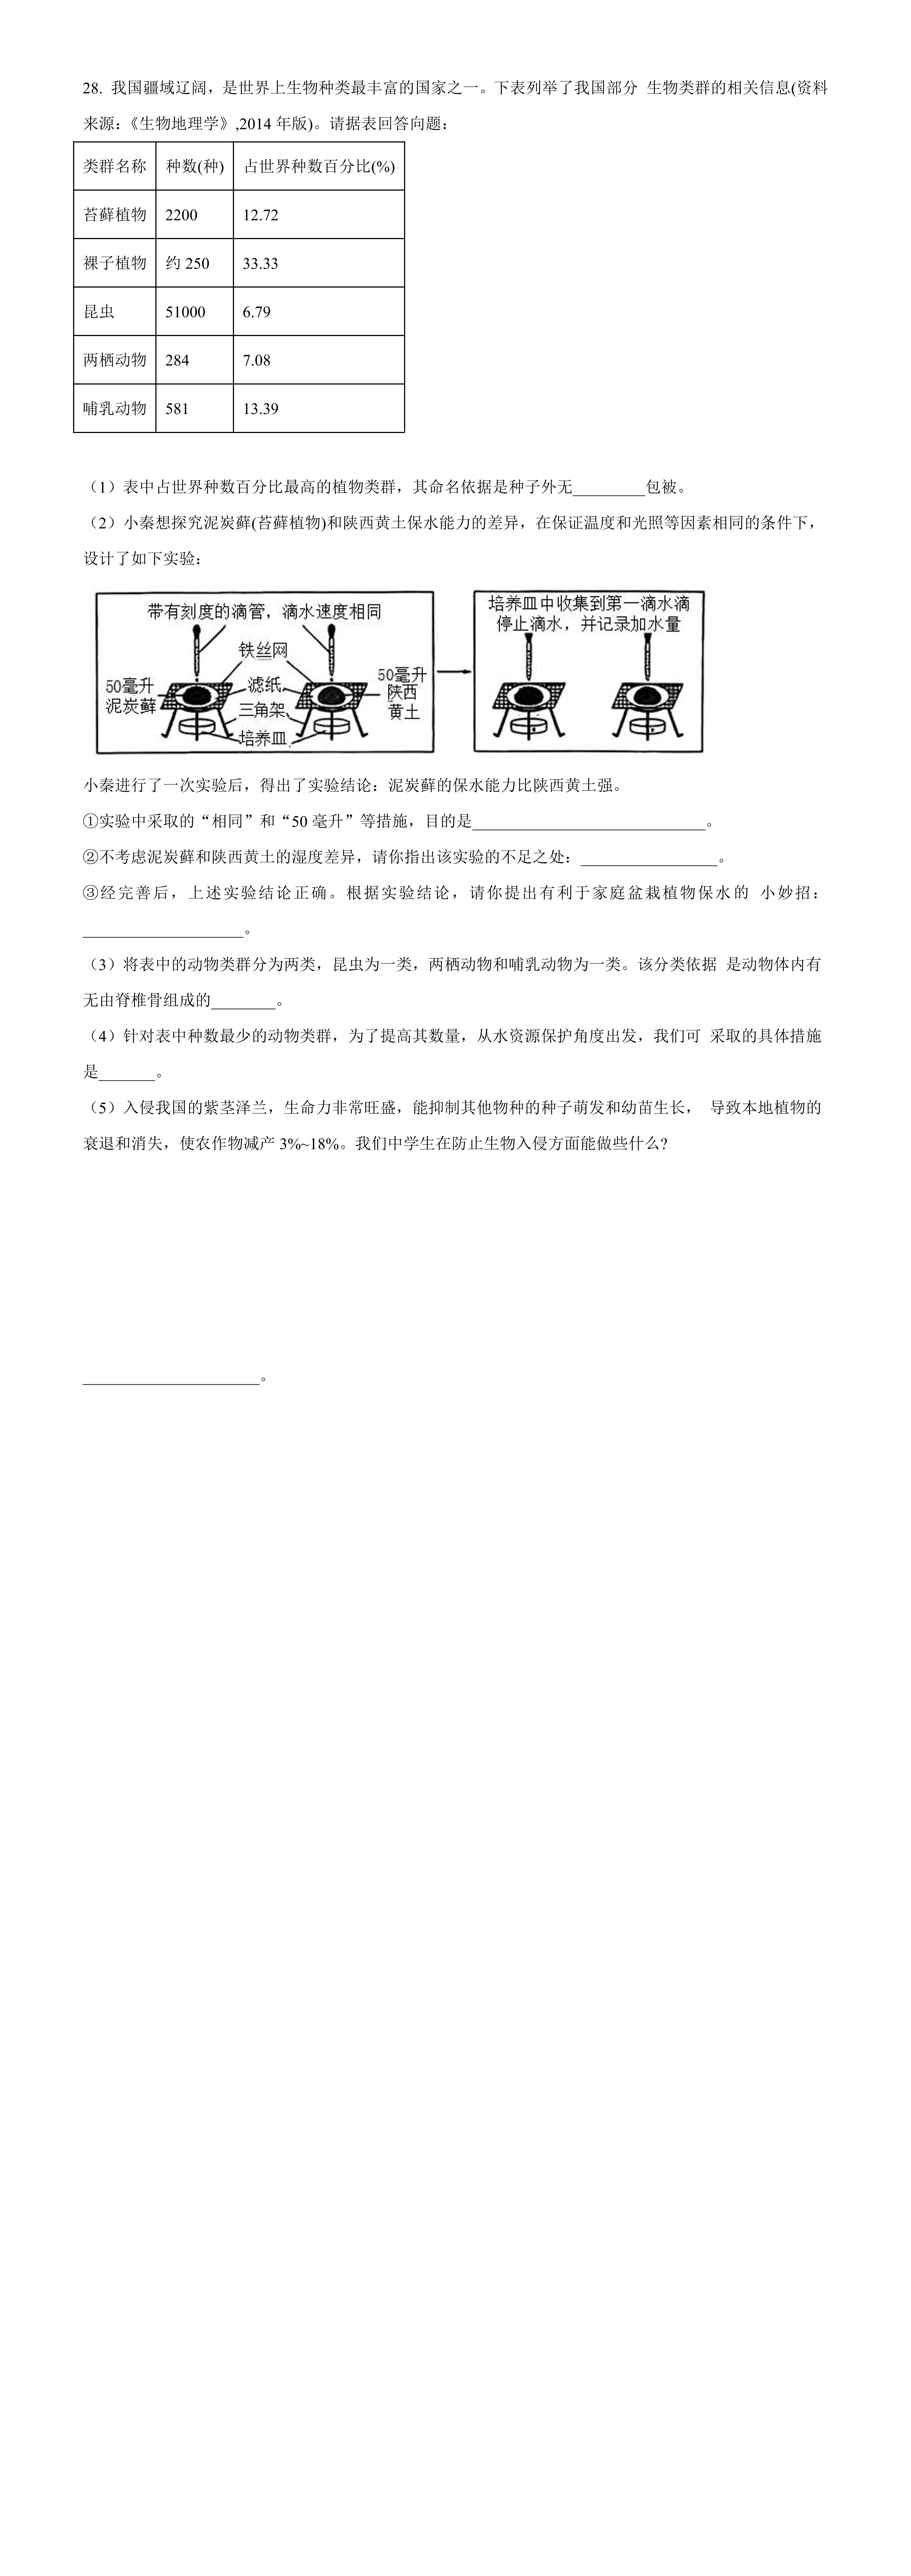 28. 我国疆域辽阔，是世界上生物种类最丰富的国家之一。下表列举了我国部分 生物类群的相关信息(资料
来源：《生物地理学》,2014 年版)。请据表回答向题：
类群名称 种数(种) 占世界种数百分比(%)
苔藓植物 2200 12.72
裸子植物 约 250 33.33
昆虫 51000 6.79
两栖动物 284 7.08
哺乳动物 581 13.39
（1）表中占世界种数百分比最高的植物类群，其命名依据是种子外无_________包被。
（2）小秦想探究泥炭藓(苔藓植物)和陕西黄土保水能力的差异，在保证温度和光照等因素相同的条件下，
设计了如下实验：
带有刻度的滴管，滴水速度相同
铁丝网
50毫升
泥炭藓
滤纸
三角架
培养皿
50毫升
陕西
黄土
培养皿中收集到第一滴水滴
停止滴水，并记录加水量
小秦进行了一次实验后，得出了实验结论：泥炭藓的保水能力比陕西黄土强。
①实验中采取的“相同”和“50 毫升”等措施，目的是_____________________________。
②不考虑泥炭藓和陕西黄土的湿度差异，请你指出该实验的不足之处：_________________。
③经完善后，上述实验结论正确。根据实验结论，请你提出有利于家庭盆栽植物保水的 小妙招：
____________________。
（3）将表中的动物类群分为两类，昆虫为一类，两栖动物和哺乳动物为一类。该分类依据 是动物体内有
无由脊椎骨组成的________。
（4）针对表中种数最少的动物类群，为了提高其数量，从水资源保护角度出发，我们可 采取的具体措施
是_______。
（5）入侵我国的紫茎泽兰，生命力非常旺盛，能抑制其他物种的种子萌发和幼苗生长， 导致本地植物的
衰退和消失，使农作物减产 3%~18%。我们中学生在防止生物入侵方面能做些什么?
______________________。